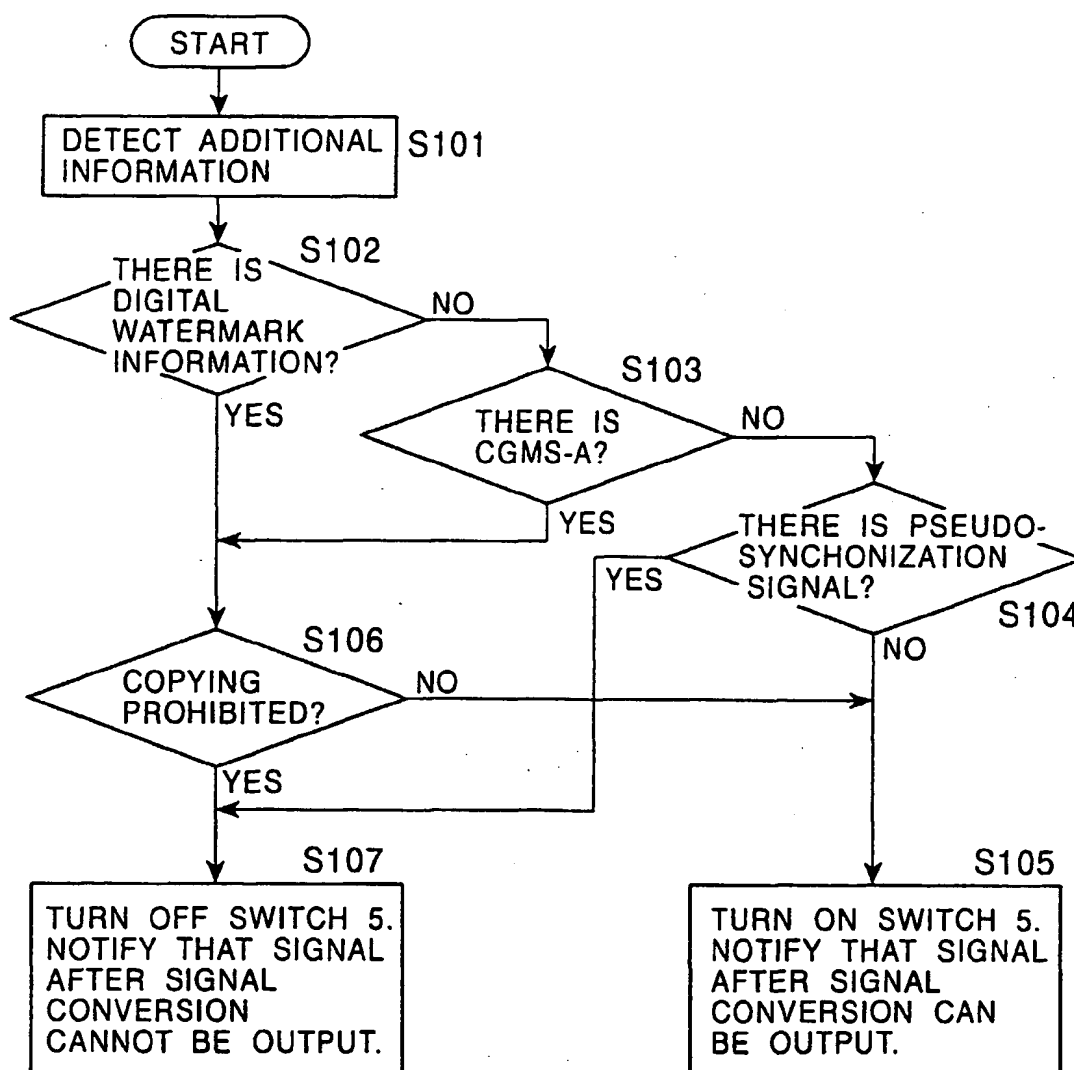 START
DETECT ADDITIONAL
INFORMATION
S101
S102
THERE IS
DIGITAL
WATERMARK
INFORMATION?
NO
YES
S103
THERE IS
CGMS-A?
NO
YES
THERE IS PSEUDO-
SYNCHONIZATION
SIGNAL?
YES
S104
NO
S106
COPYING
PROHIBITED?
NO
YES
S107
TURN OFF SWITCH 5.
NOTIFY THAT SIGNAL
AFTER SIGNAL
CONVERSION
CANNOT BE OUTPUT.
S105
TURN ON SWITCH 5.
NOTIFY THAT SIGNAL
AFTER SIGNAL
CONVERSION CAN
BE OUTPUT.